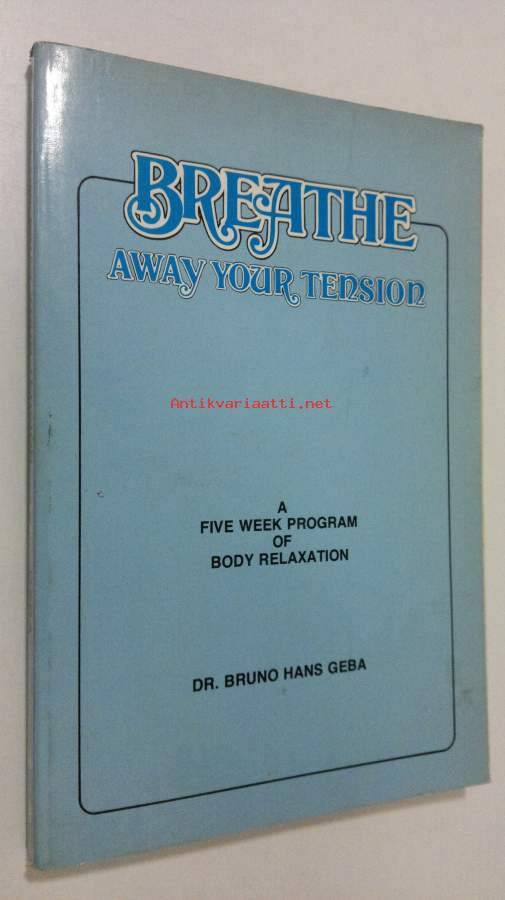 BREATHE
AWAY YOUR TENSION
Antikvariaatti.net
A
FIVE WEEK PROGRAM
OF
BODY RELAXATION
DR. BRUNO HANS GEBA